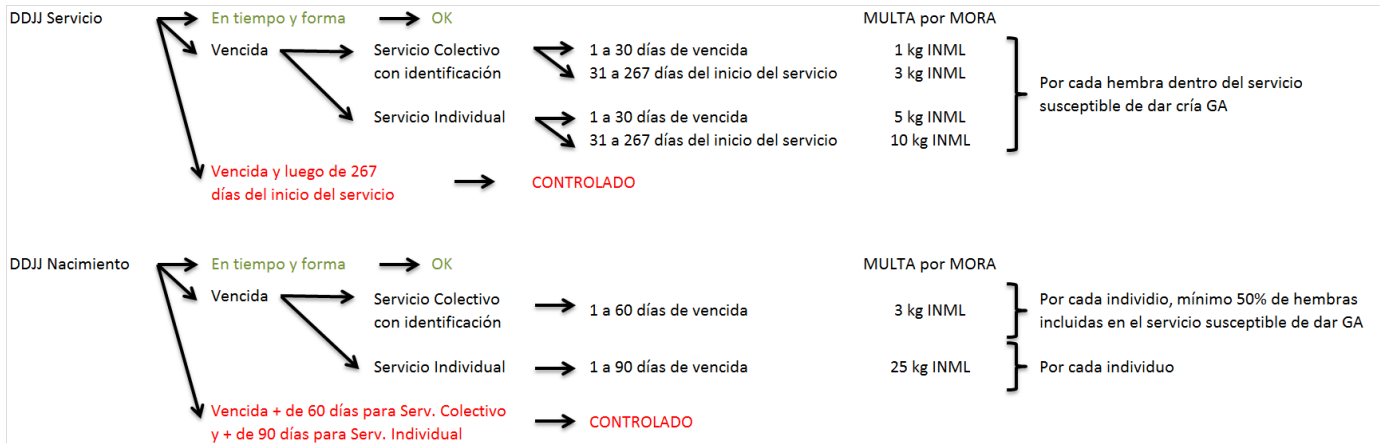 DDJJ Servicio
En tiempo y forma
OK
MULTA por MORA
Vencida
Servicio Colectivo
con identificación
1 a 30 días de vencida
1 kg INML
31 a 267 días del inicio del servicio
3 kg INML
Por cada hembra dentro del servicio
susceptible de dar cría GA
Servicio Individual
1 a 30 días de vencida
5 kg INML
31 a 267 días del inicio del servicio
10 kg INML
Vencida y luego de 267
días del inicio del servicio
CONTROLADO
DDJJ Nacimiento
En tiempo y forma
OK
MULTA por MORA
Vencida
Servicio Colectivo
con identificación
1 a 60 días de vencida
3 kg INML
Por cada individio, mínimo 50% de hembras
incluidas en el servicio susceptible de dar GA
Servicio Individual
1 a 90 días de vencida
25 kg INML
Por cada individuo
Vencida + de 60 días para Serv. Colectivo
y + de 90 días para Serv. Individual
CONTROLADO